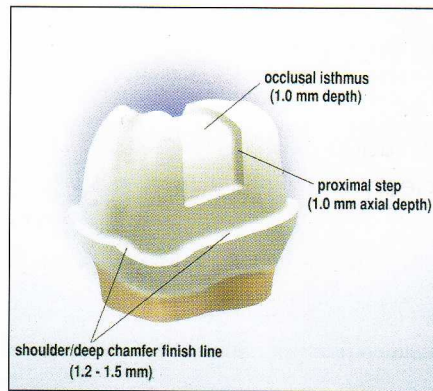 occlusal isthmus
(1.0 mm depth)
proximal step
(1.0 mm axial depth)
shoulder/deep chamfer finish line
(1.2 - 1.5 mm)